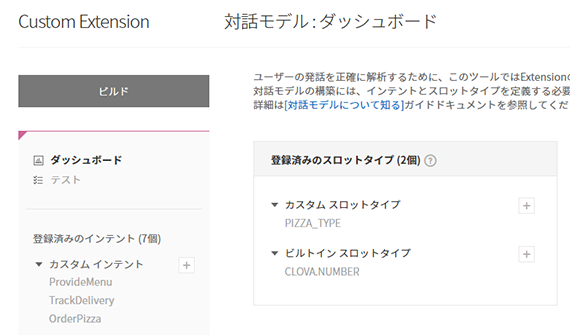 Custom Extension
対話モデル : ダッシュボード
ビルド
ダッシュボード
テスト
登録済みのインテント (7個)
カスタム インテント
ProvideMenu
TrackDelivery
OrderPizza
ユーザーの発話を正確に解析するために、このツールではExtensionの
対話モデルの構築には、インテントとスロットタイプを定義する必要
詳細は[対話モデルについて知る]ガイドドキュメントを参照してくだ
登録済みのスロットタイプ (2個) ?
カスタム スロットタイプ
PIZZA_TYPE
ビルトイン スロットタイプ
CLOVA.NUMBER